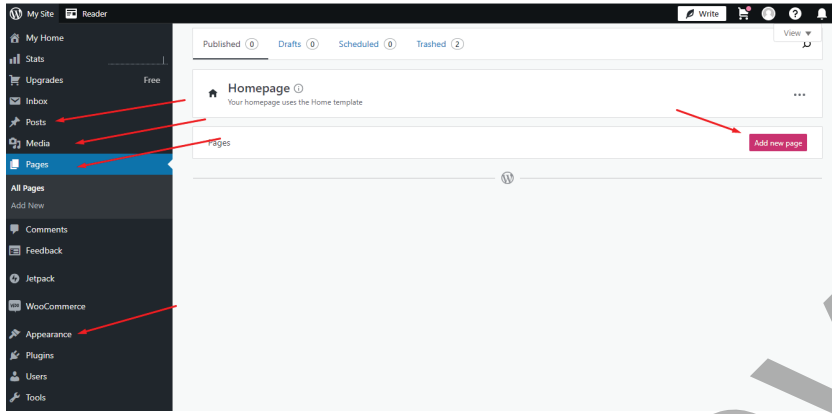 My Site Reader Write
My Home
Stats
Upgrades Free
Inbox
Posts
Media
Pages
All Pages
Add New
Comments
Feedback
Jetpack
WooCommerce
Appearance
Plugins
Users
Tools
View
Published 0 Drafts 0 Scheduled 0 Trashed 2
Homepage
Your homepage uses the Home template
Pages Add new page